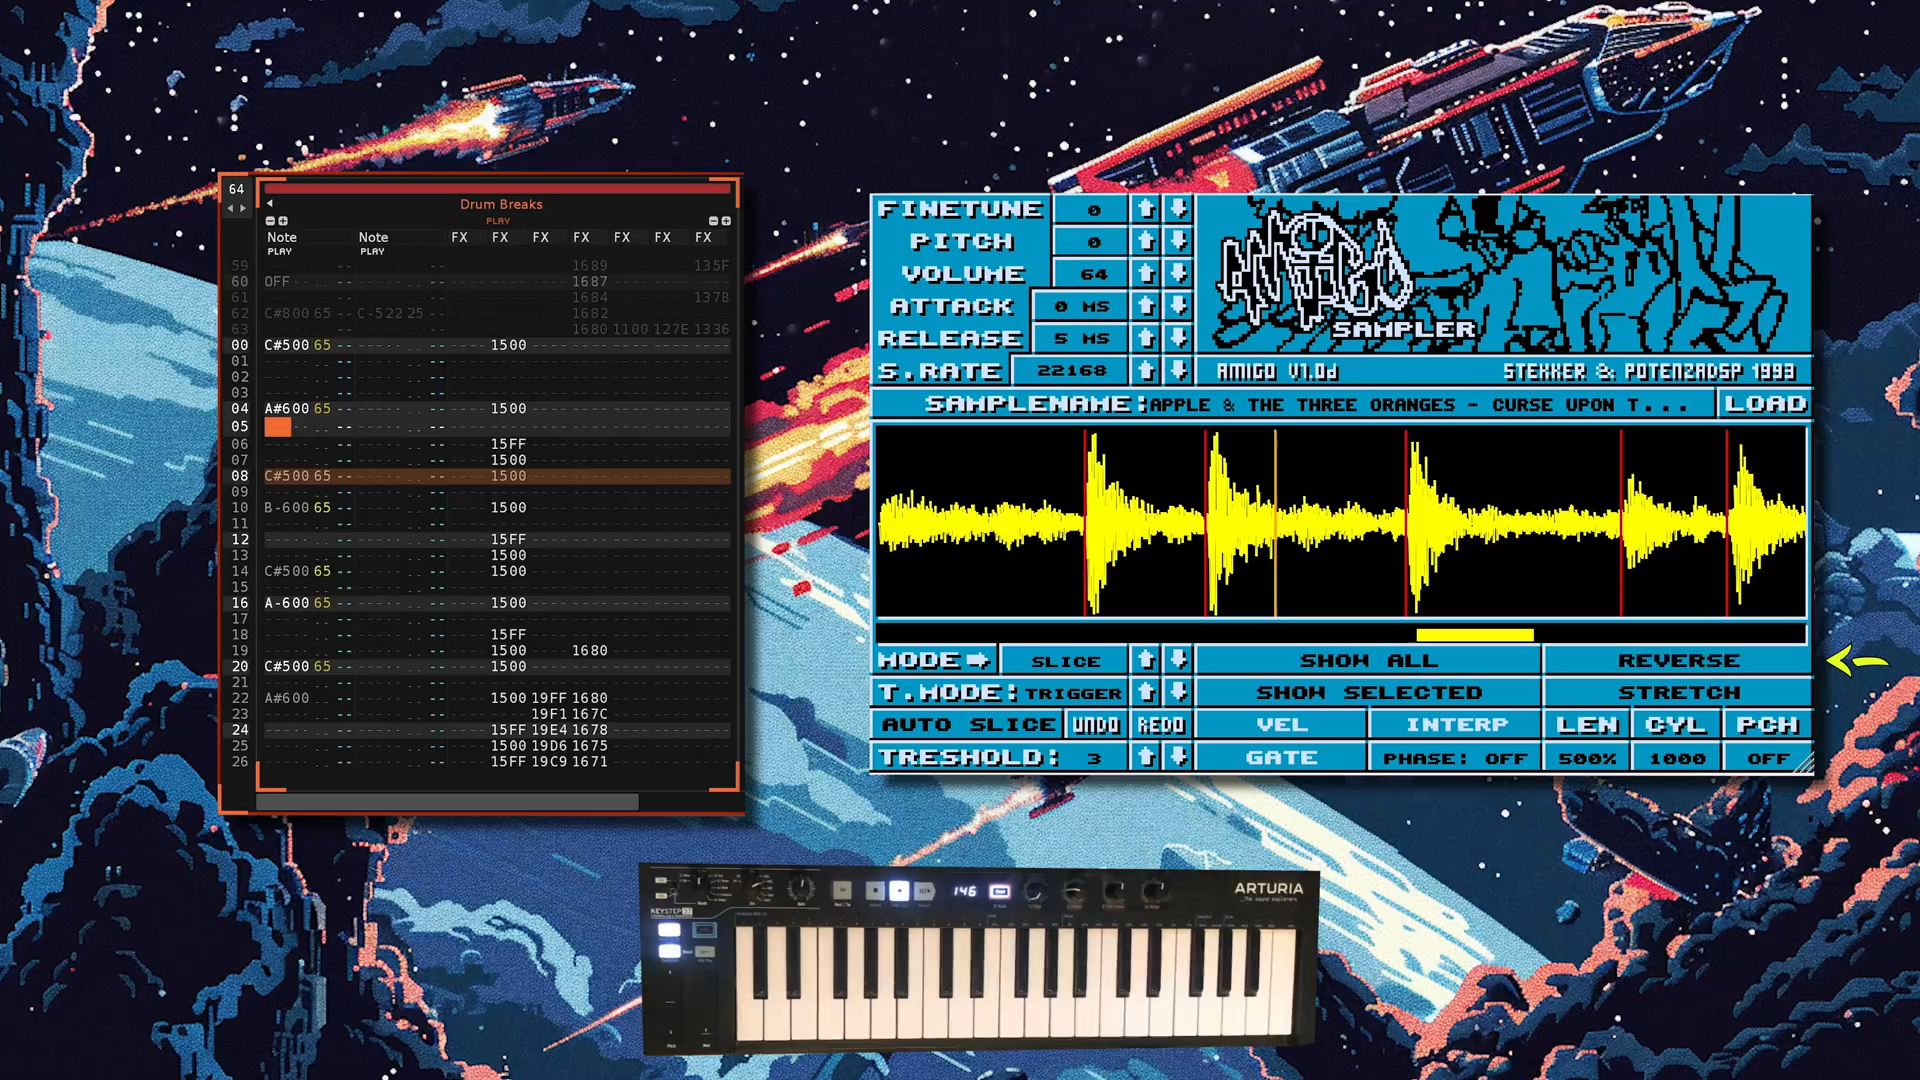 64
Drum Breaks
PLAY
Note Note FX FX FX FX FX FX FX
PLAY PLAY
59 1689 135F
60 OFF 1687
61 1684 137B
62 C#800 65 C-522 25 1682
63 1680 1100 127E 1336
00 C#500 65 1500
01
02
03
04 A#600 65 1500
05
06 15FF
07 1500
08 C#500 65 1500
09
10 B-600 65 1500
11
12 15FF
13 1500
14 C#500 65 1500
15
16 A-600 65 1500
17
18 15FF
19 1500 1680
20 C#500 65 1500
21
22 A#600 1500 19FF 1680
23 19F1 167C
24 15FF 19E4 1678
25 1500 19D6 1675
26 15FF 19C9 1671
FINETUNE 0
PITCH 0
VOLUME 64
ATTACK 0 MS
RELEASE 5 MS
S.RATE 22168
AMIGO
SAMPLER
AMIGO V1.0d STEKKER & POTENZADSP 1993
SAMPLENAME: APPLE & THE THREE ORANGES - CURSE UPON T... LOAD
MODE SLICE SHOW ALL REVERSE
T.MODE: TRIGGER SHOW SELECTED STRETCH
AUTO SLICE UNDO REDO VEL INTERP LEN CYL PCH
TRESHOLD: 3 GATE PHASE: OFF 500% 1000 OFF
146
ARTURIA
The sound explorers
KEYSTEP 37